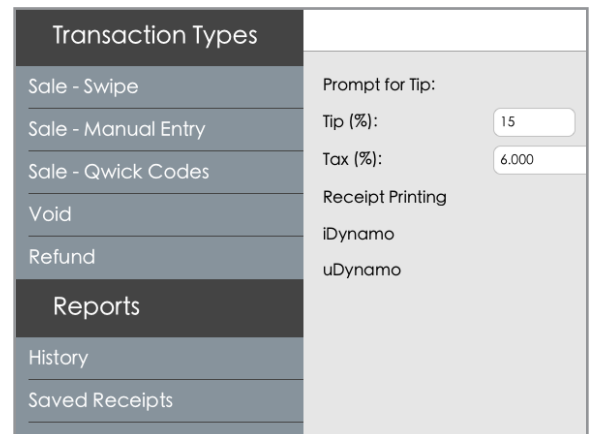 Transaction Types
Sale - Swipe
Sale - Manual Entry
Sale - Qwick Codes
Void
Refund
Reports
History
Saved Receipts
Prompt for Tip:
Tip (%): 15
Tax (%): 6.000
Receipt Printing
iDynamo
uDynamo